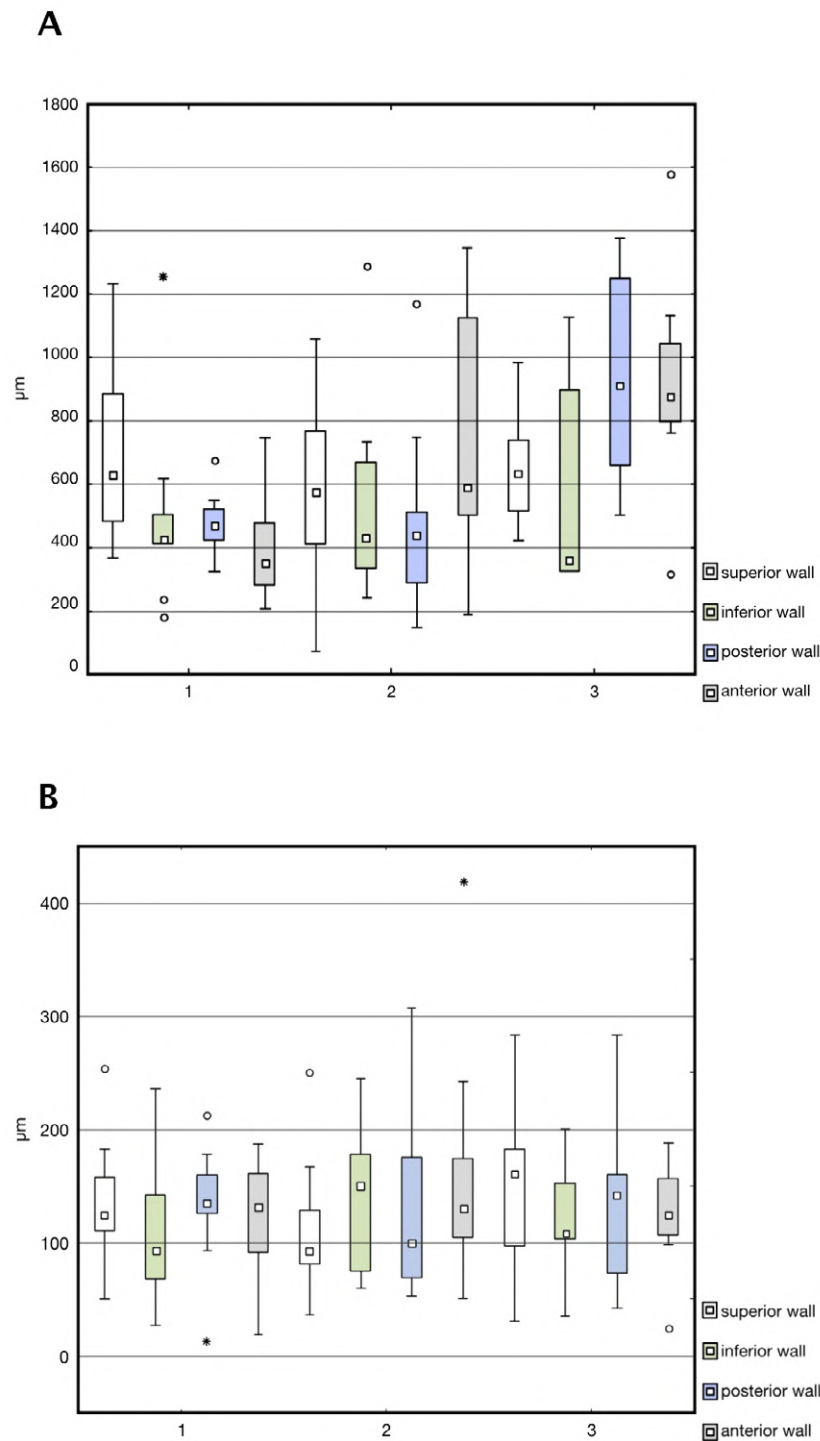 A
1800
1600
1400
1200
1000
800
600
400
200
0
µm
1
2
3
superior wall
inferior wall
posterior wall
anterior wall
B
400
300
200
100
0
µm
1
2
3
superior wall
inferior wall
posterior wall
anterior wall